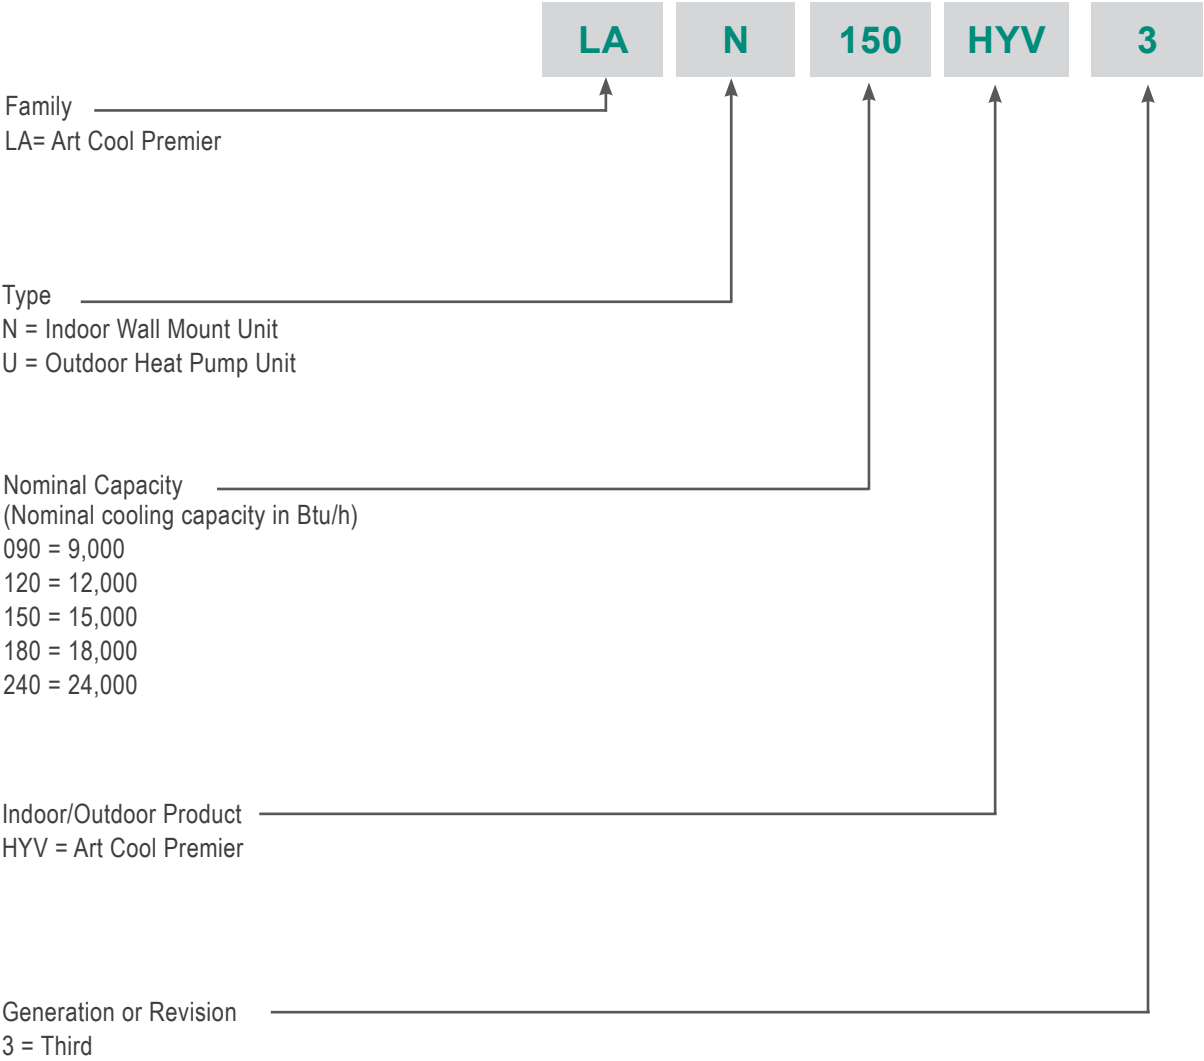 LA N 150 HYV 3
Family
LA= Art Cool Premier
Type
N = Indoor Wall Mount Unit
U = Outdoor Heat Pump Unit
Nominal Capacity
(Nominal cooling capacity in Btu/h)
090 = 9,000
120 = 12,000
150 = 15,000
180 = 18,000
240 = 24,000
Indoor/Outdoor Product
HYV = Art Cool Premier
Generation or Revision
3 = Third